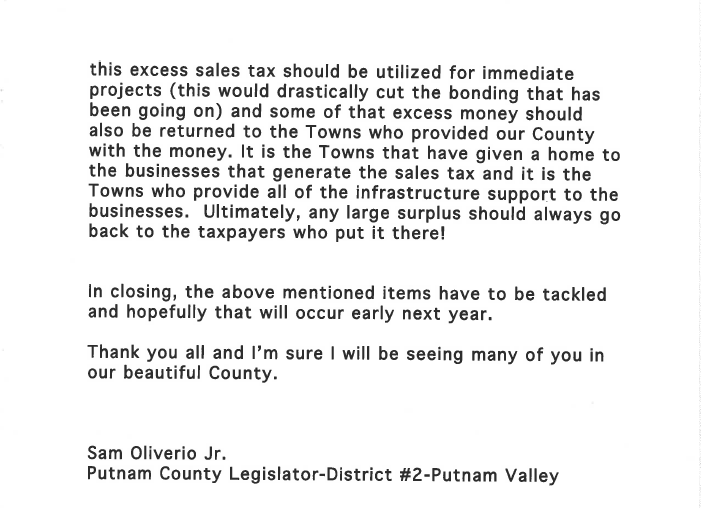 this excess sales tax should be utilized for immediate
projects (this would drastically cut the bonding that has
been going on) and some of that excess money should
also be returned to the Towns who provided our County
with the money. It is the Towns that have given a home to
the businesses that generate the sales tax and it is the
Towns who provide all of the infrastructure support to the
businesses.  Ultimately, any large surplus should always go
back to the taxpayers who put it there!
In closing, the above mentioned items have to be tackled
and hopefully that will occur early next year.
Thank you all and I'm sure I will be seeing many of you in
our beautiful County.
Sam Oliverio Jr.
Putnam County Legislator-District #2-Putnam Valley